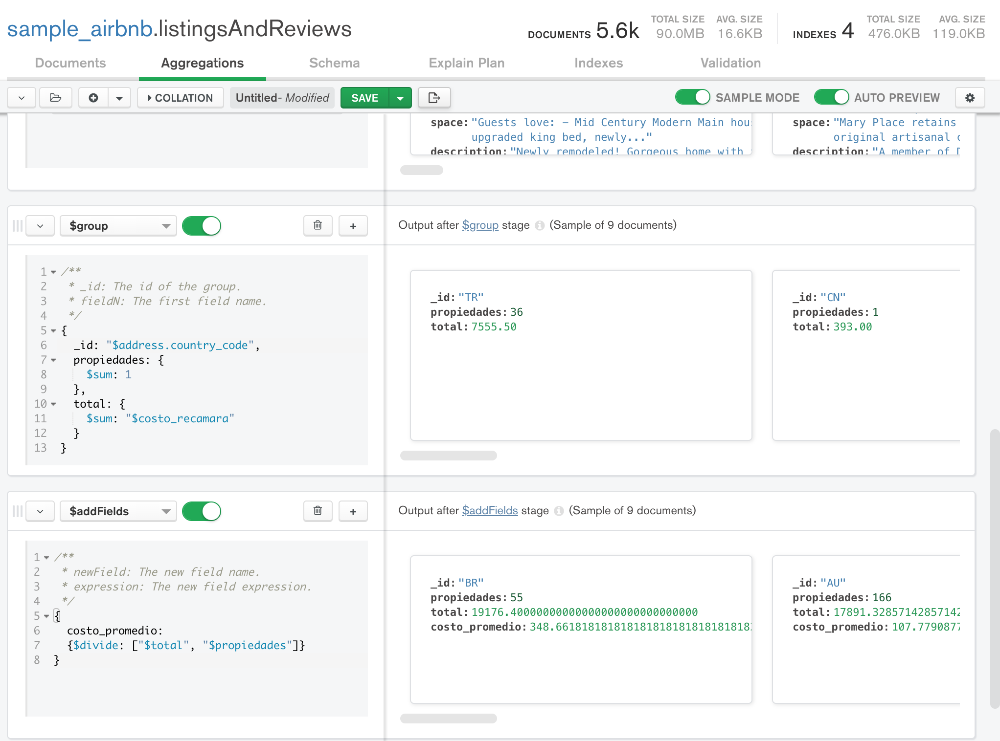 sample_airbnb.listingsAndReviews
DOCUMENTS 5.6k TOTAL SIZE 90.0MB AVG. SIZE 16.6KB INDEXES 4 TOTAL SIZE 476.0KB AVG. SIZE 119.0KB
Documents Aggregations Schema Explain Plan Indexes Validation
COLLATION Untitled- Modified SAVE SAMPLE MODE AUTO PREVIEW
space: "Guests love: – Mid Century Modern Main hou
upgraded king bed, newly..."
description: "Newly remodeled! Gorgeous home with
space: "Mary Place retains
original artisanal
description: "A member of
$group
Output after $group stage (Sample of 9 documents)
1 /**
2 * _id: The id of the group.
3 * fieldN: The first field name.
4 */
5 {
6 _id: "$address.country_code",
7 propiedades: {
8 $sum: 1
9 },
10 total: {
11 $sum: "$costo_recamara"
12 }
13 }
_id: "TR"
propiedades: 36
total: 7555.50
_id: "CN"
propiedades: 1
total: 393.00
$addFields
Output after $addFields stage (Sample of 9 documents)
1 /**
2 * newField: The new field name.
3 * expression: The new field expression.
4 */
5 {
6 costo_promedio:
7 {$divide: ["$total", "$propiedades"]}
8 }
_id: "BR"
propiedades: 55
total: 19176.40000000000000000000000000000
costo_promedio: 348.661818181818181818181818181818
_id: "AU"
propiedades: 166
total: 17891.32857142857142
costo_promedio: 107.7790877